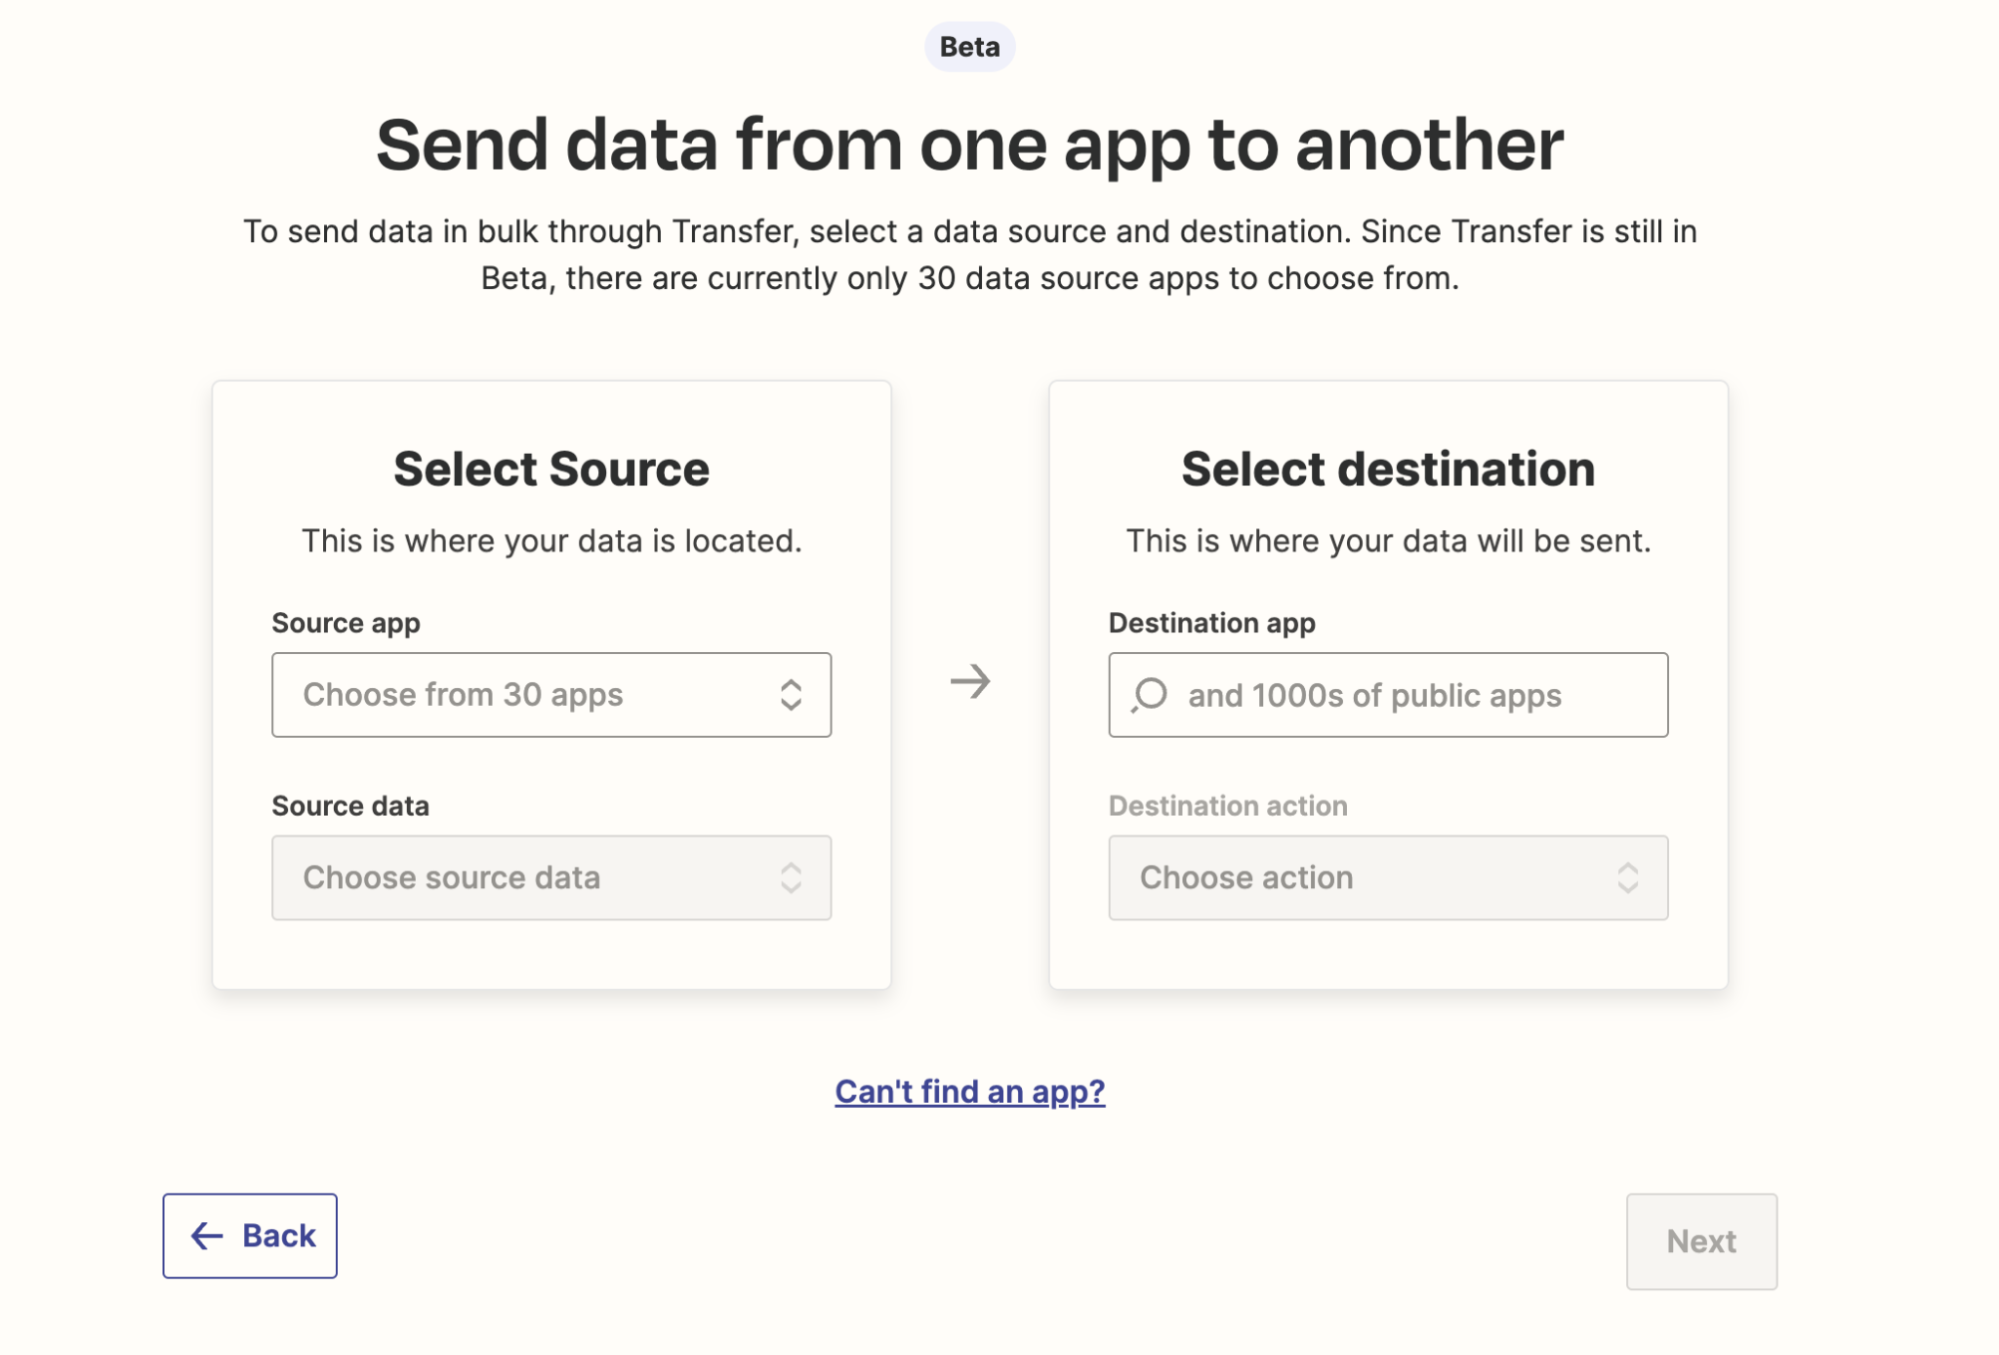 Beta
Send data from one app to another
To send data in bulk through Transfer, select a data source and destination. Since Transfer is still in
Beta, there are currently only 30 data source apps to choose from.
Select Source
This is where your data is located.
Source app
Choose from 30 apps
Source data
Choose source data
Select destination
This is where your data will be sent.
Destination app
and 1000s of public apps
Destination action
Choose action
Can't find an app?
Back
Next